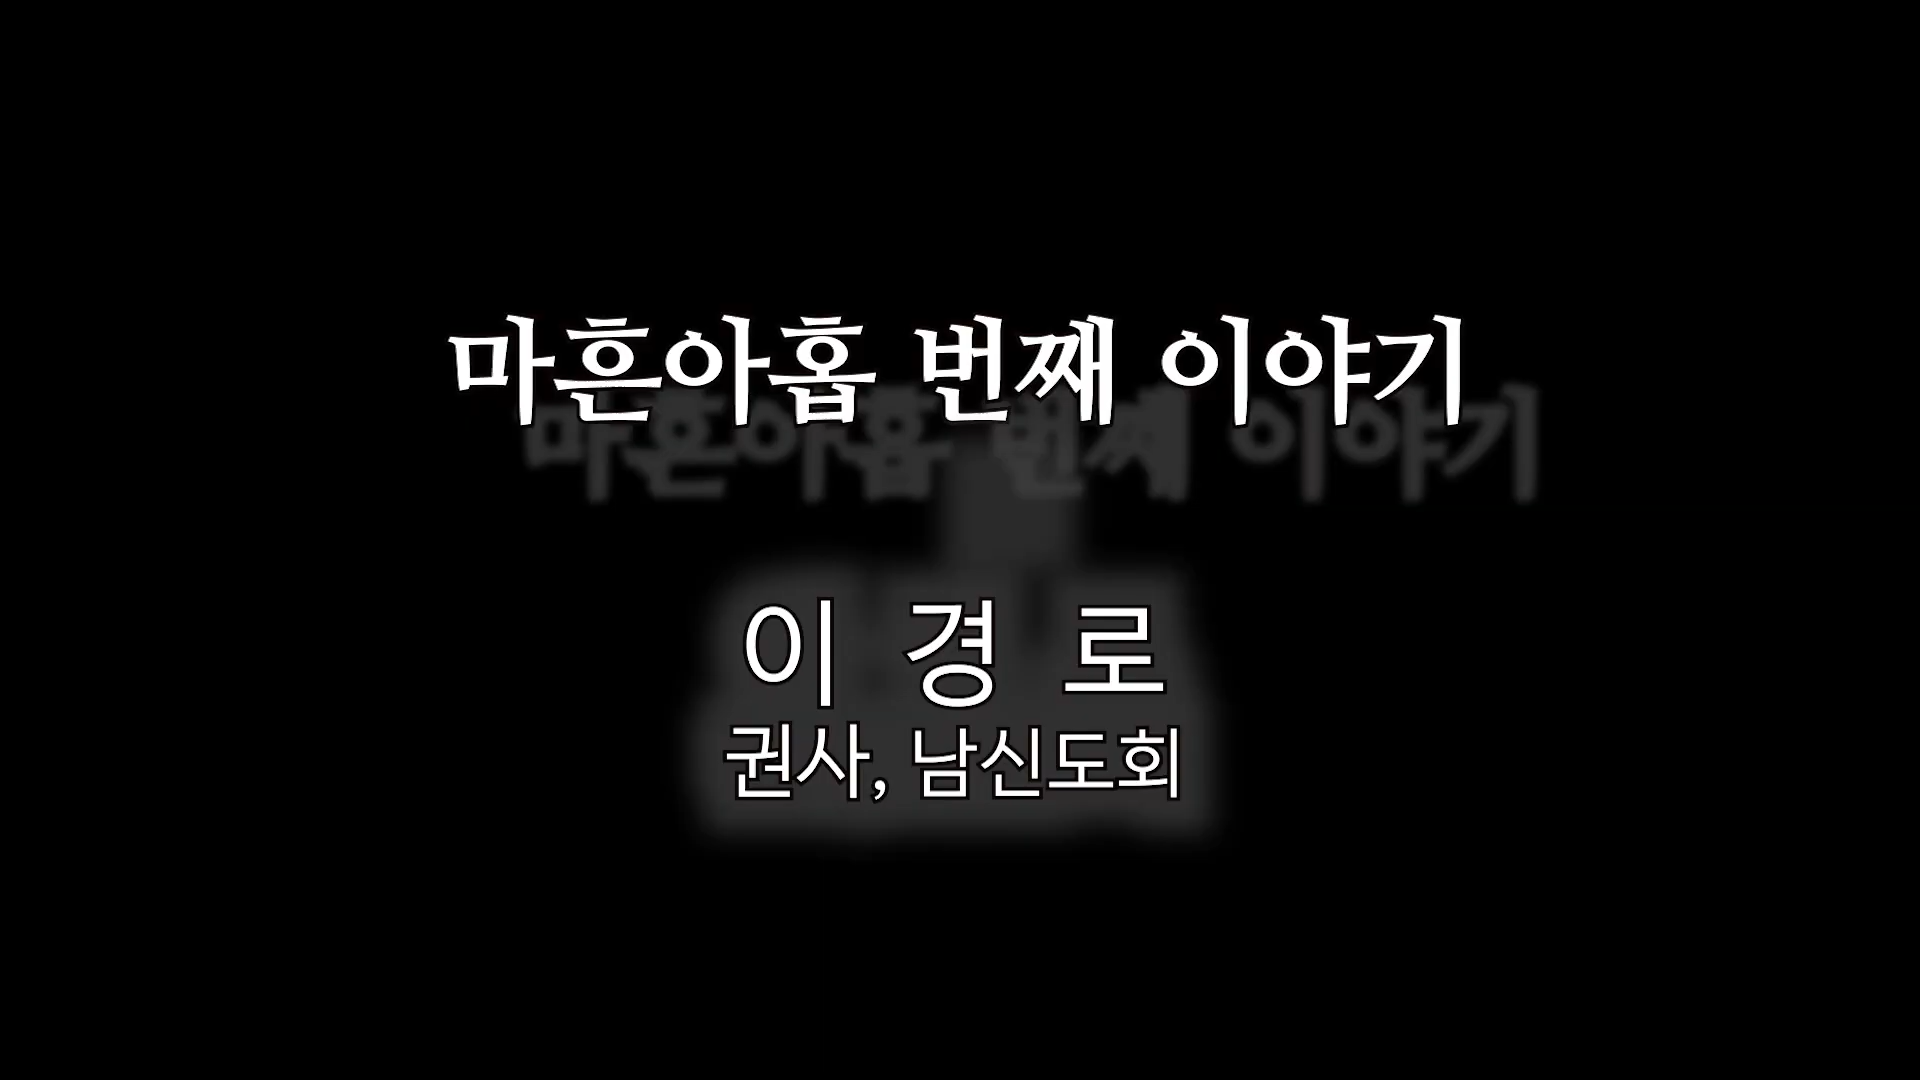 마흔아홉 번째 이야기
이 경 로
권사, 남신도회